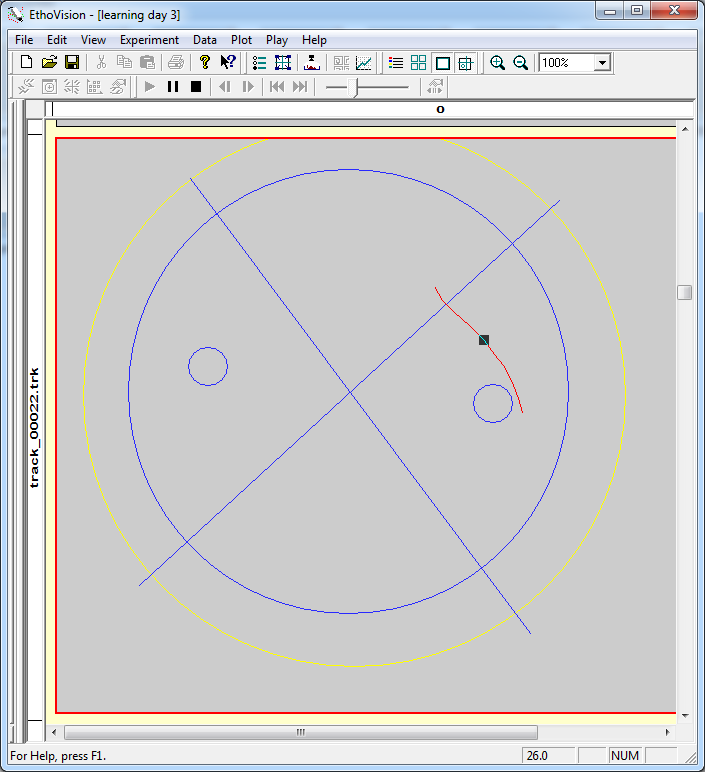 EthoVision - [learning day 3]
File Edit View Experiment Data Plot Play Help
100%
o
track_00022.trk
For Help, press F1.
26.0
NUM